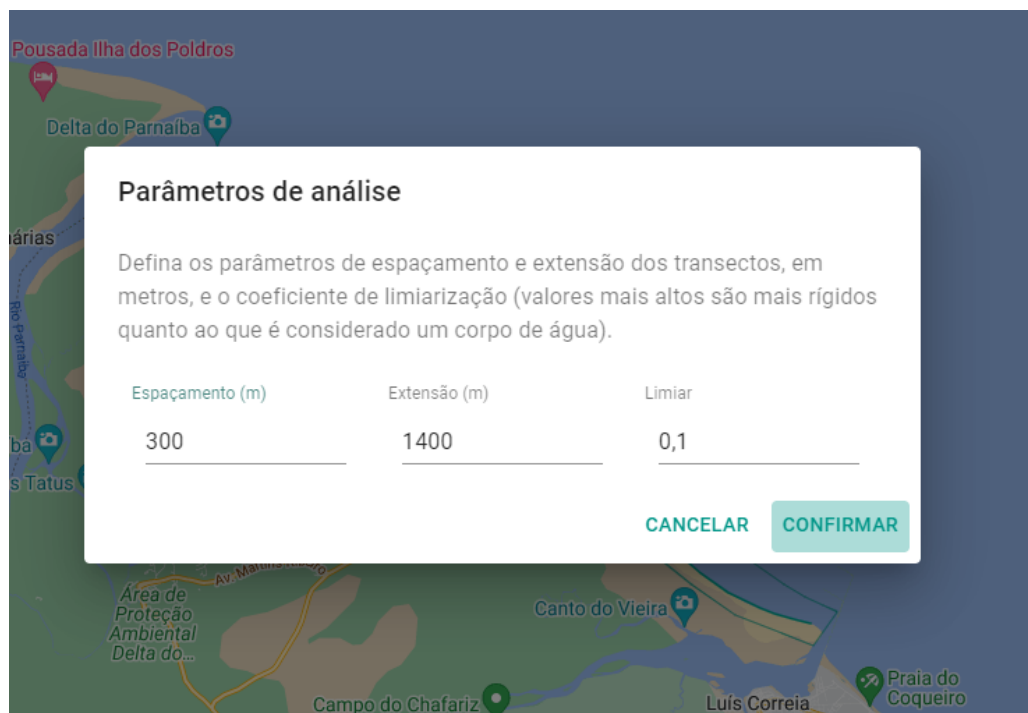 Pousada Ilha dos Poldros
Delta do Parnaíba
Parâmetros de análise
árias
Defina os parâmetros de espaçamento e extensão dos transectos, em
metros, e o coeficiente de limiarização (valores mais altos são mais rígidos
quanto ao que é considerado um corpo de água).
Rio Parnaíba
Espaçamento (m)
Extensão (m)
Limiar
300
1400
0,1
ba
s Tatus
CANCELAR
CONFIRMAR
Área de
Proteção
Ambiental
Delta do...
Canto do Vieira
Campo do Chafariz
Luís Correia
Praia do
Coqueiro